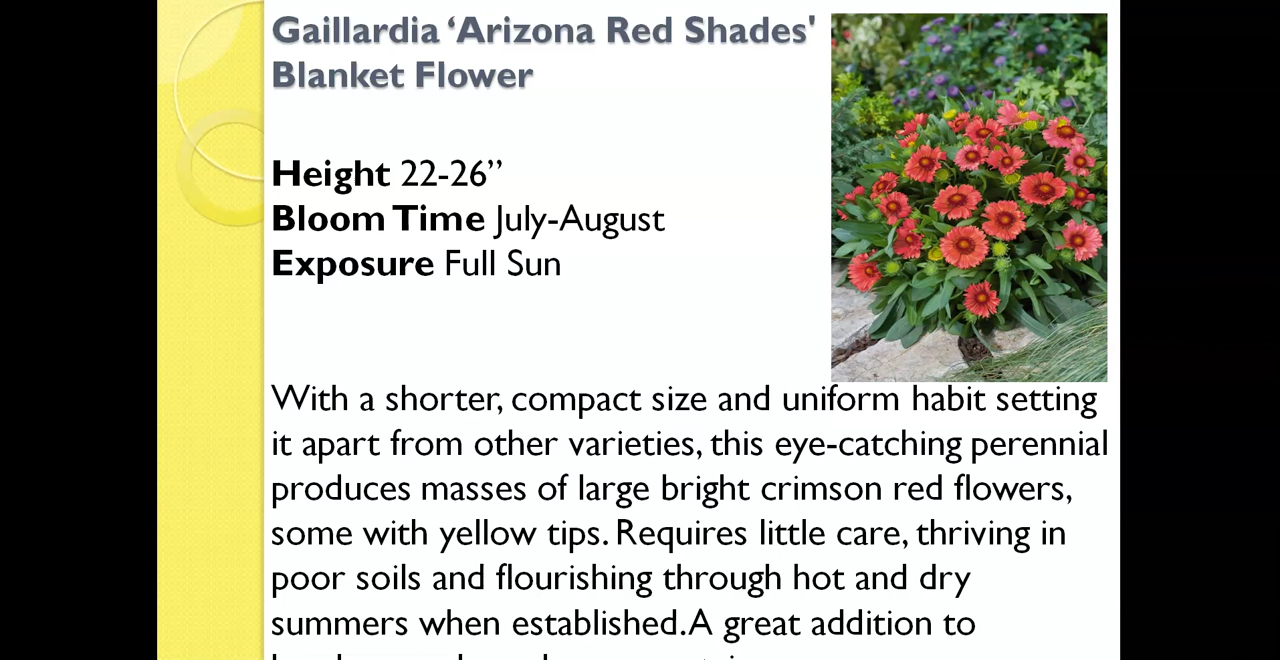 Gaillardia ‘Arizona Red Shades'
Blanket Flower
Height 22-26”
Bloom Time July-August
Exposure Full Sun
With a shorter, compact size and uniform habit setting
it apart from other varieties, this eye-catching perennial
produces masses of large bright crimson red flowers,
some with yellow tips. Requires little care, thriving in
poor soils and flourishing through hot and dry
summers when established. A great addition to